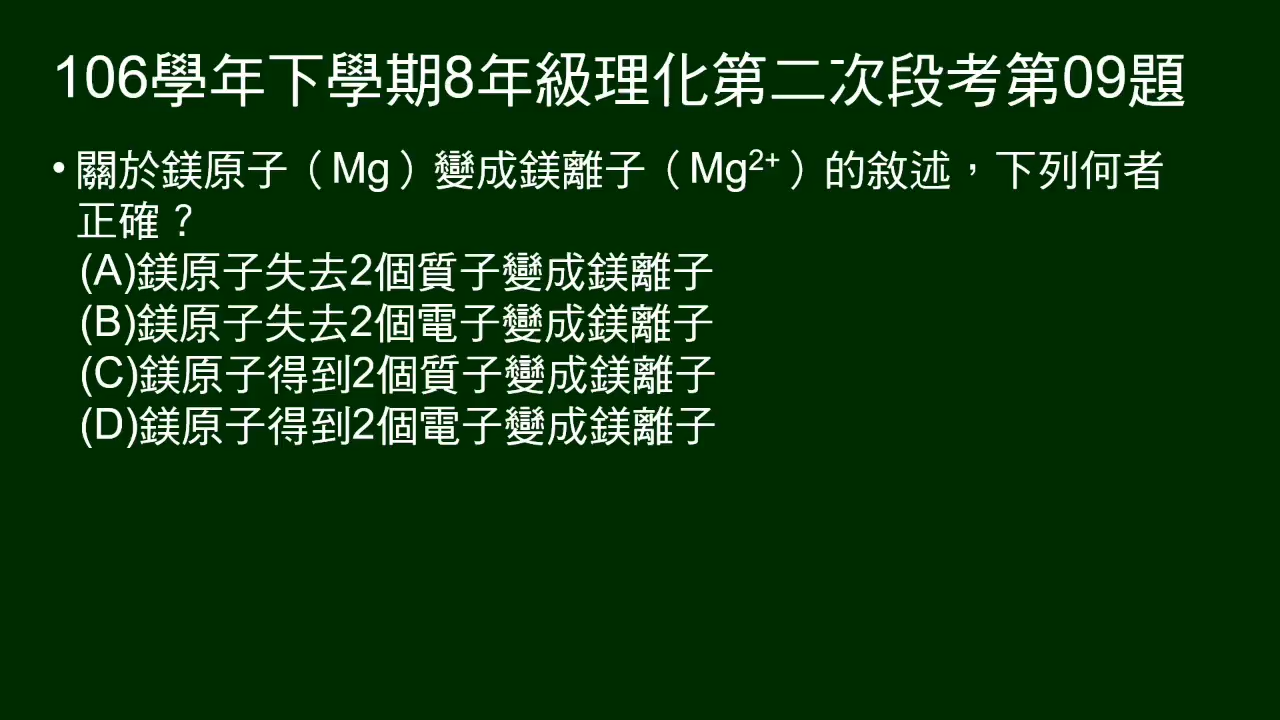 106學年下學期8年級理化第二次段考第09題
•關於鎂原子（Mg）變成鎂離子（Mg²⁺）的敘述，下列何者
正確？
(A)鎂原子失去2個質子變成鎂離子
(B)鎂原子失去2個電子變成鎂離子
(C)鎂原子得到2個質子變成鎂離子
(D)鎂原子得到2個電子變成鎂離子